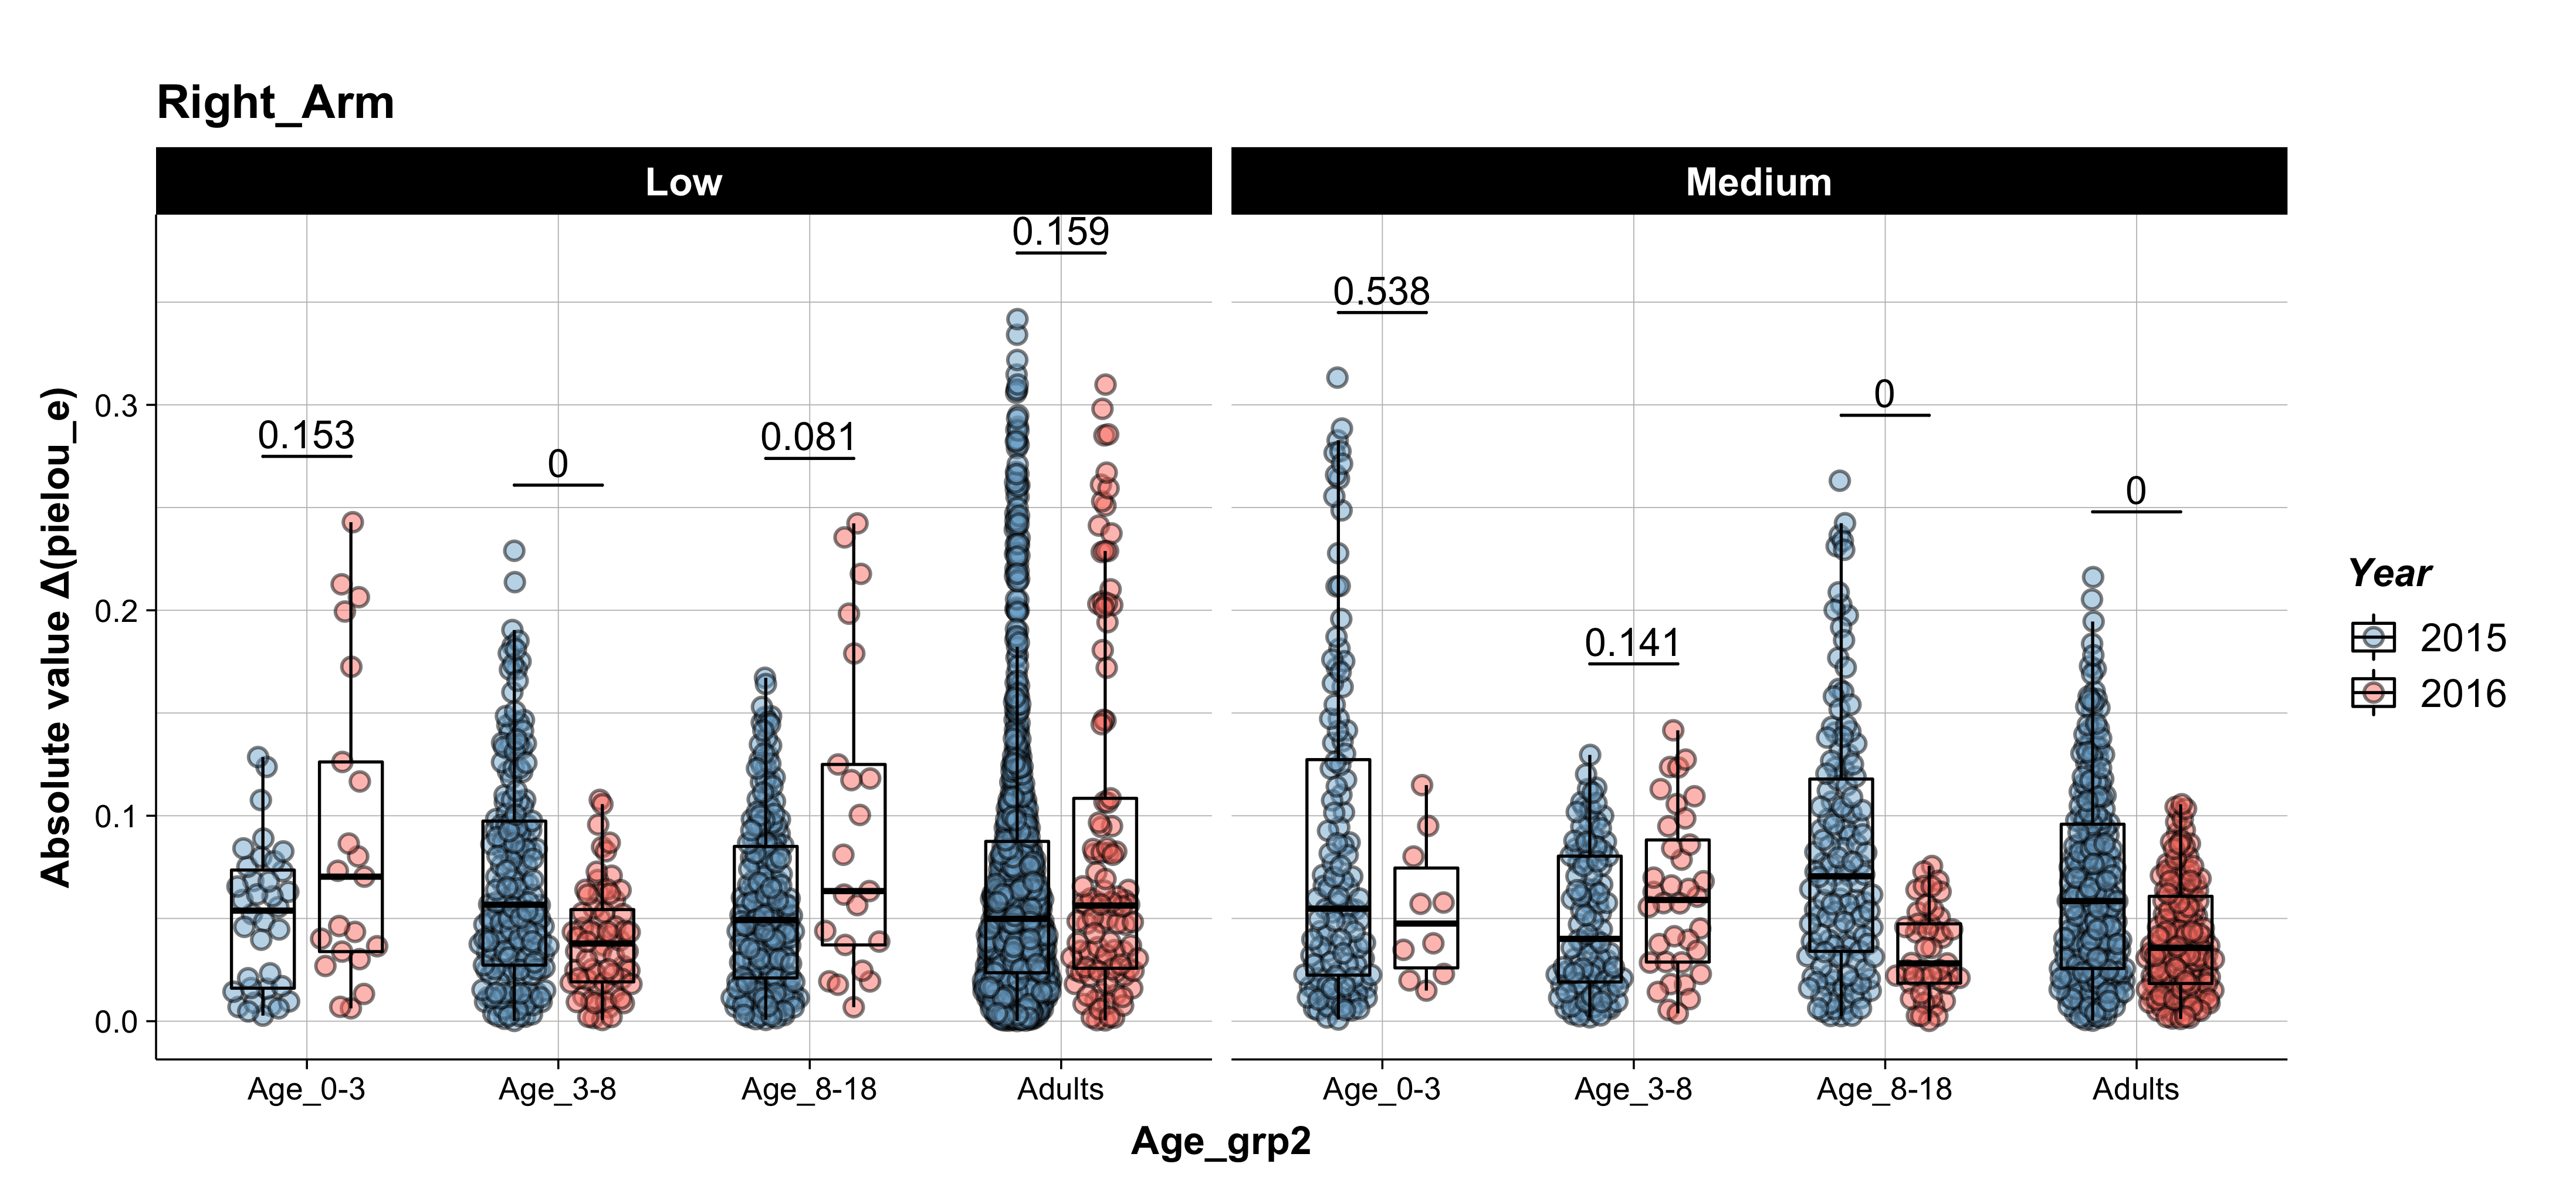 Right_Arm
Low
Medium
0.159
0.538
0.153
0
0.081
0
0
0.141
Absolute value Δ(pielou_e)
0.3
0.2
0.1
0.0
Year
2015
2016
Age_0-3
Age_3-8
Age_8-18
Adults
Age_0-3
Age_3-8
Age_8-18
Adults
Age_grp2